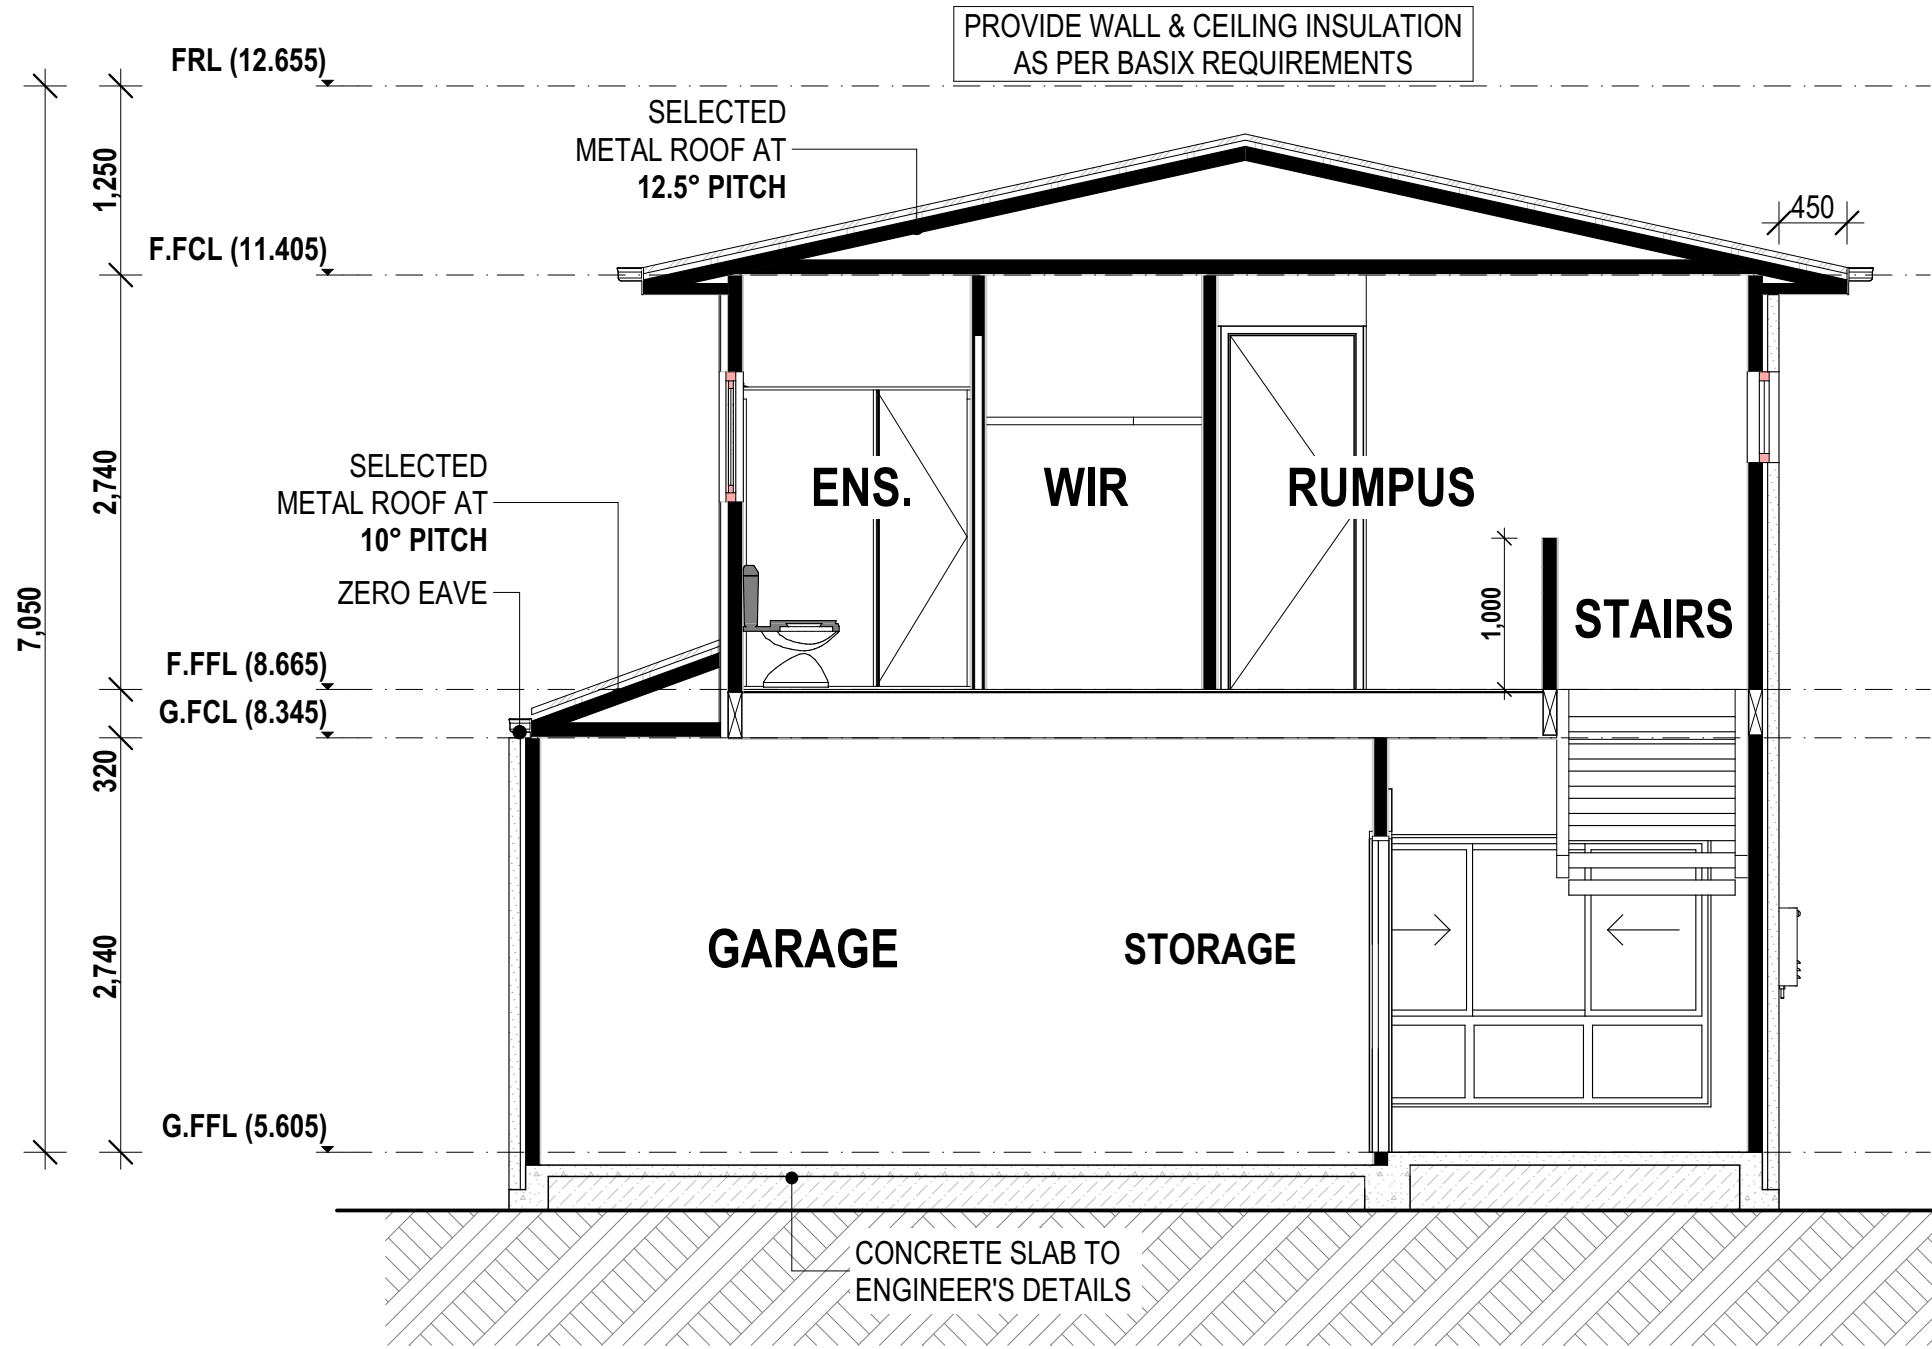 PROVIDE WALL & CEILING INSULATION
AS PER BASIX REQUIREMENTS
FRL (12.655)
SELECTED
METAL ROOF AT
12.5° PITCH
1,250
450
F.FCL (11.405)
2,740
SELECTED
METAL ROOF AT
10° PITCH
ENS.
WIR
RUMPUS
ZERO EAVE
7,050
1,000
STAIRS
F.FFL (8.665)
G.FCL (8.345)
320
GARAGE
STORAGE
2,740
G.FFL (5.605)
CONCRETE SLAB TO
ENGINEER'S DETAILS